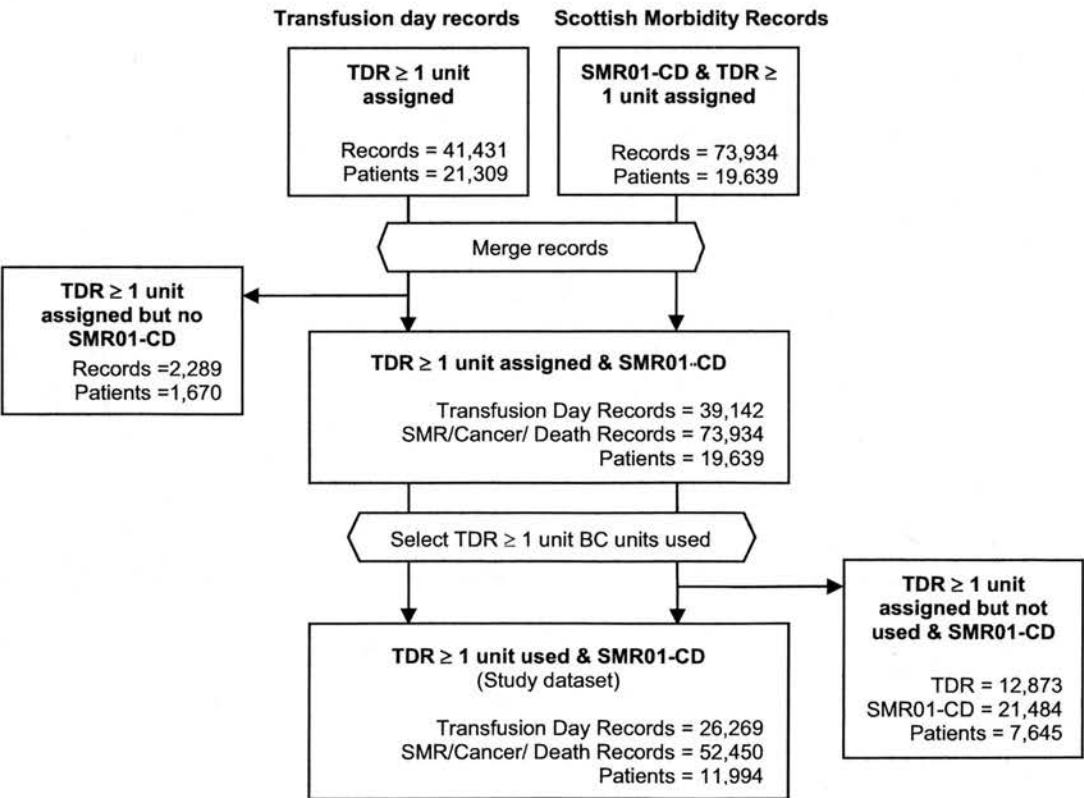 Transfusion day records
Scottish Morbidity Records
TDR ≥ 1 unit
assigned
Records = 41,431
Patients = 21,309
SMR01-CD & TDR ≥
1 unit assigned
Records = 73,934
Patients = 19,639
Merge records
TDR ≥ 1 unit
assigned but no
SMR01-CD
Records =2,289
Patients =1,670
TDR ≥ 1 unit assigned & SMR01-CD
Transfusion Day Records = 39,142
SMR/Cancer/ Death Records = 73,934
Patients = 19,639
Select TDR ≥ 1 unit BC units used
TDR ≥ 1 unit
assigned but not
used & SMR01-CD
TDR = 12,873
SMR01-CD = 21,484
Patients = 7,645
TDR ≥ 1 unit used & SMR01-CD
(Study dataset)
Transfusion Day Records = 26,269
SMR/Cancer/ Death Records = 52,450
Patients = 11,994